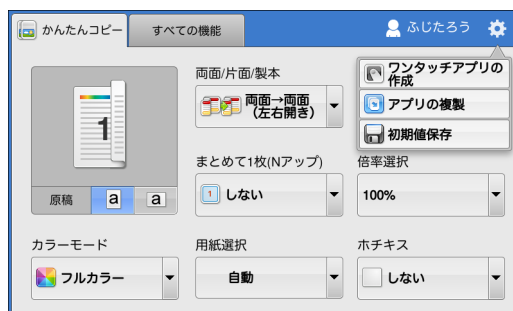 かんたんコピー すべての機能 ふじたろう
ワンタッチアプリの
作成
アプリの複製
初期値保存
1
原稿 a a
両面/片面/製本
両面→両面
(左右開き)
まとめて1枚(Nアップ)
1 しない
倍率選択
100%
カラーモード
フルカラー
用紙選択
自動
ホチキス
しない